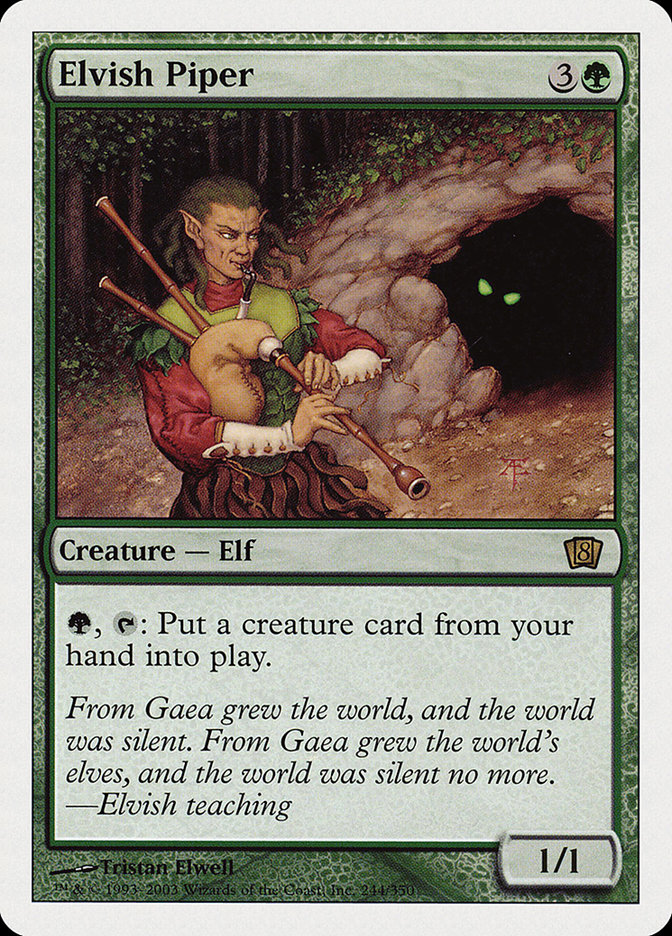 Elvish Piper 3
Creature — Elf 8
, : Put a creature card from your
hand into play.
From Gaea grew the world, and the world
was silent. From Gaea grew the world's
elves, and the world was silent no more.
—Elvish teaching
1/1
Tristan Elwell
™ & © 1993–2003 Wizards of the Coast, Inc. 244/350